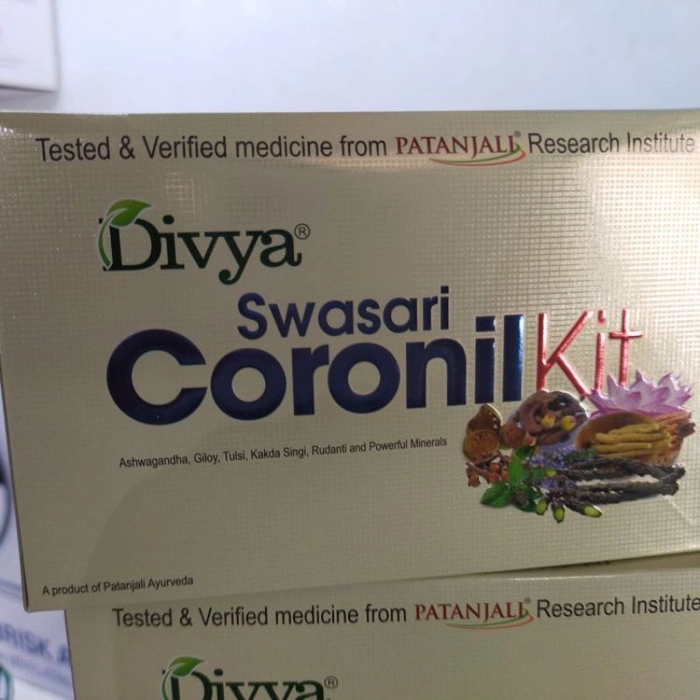 Tested & Verified medicine from PATANJALI® Research Institute
Divya®
Swasari
Coronil Kit
Ashwagandha, Giloy, Tulsi, Kakda Singi, Rudanti and Powerful Minerals
A product of Patanjali Ayurveda
Tested & Verified medicine from PATANJALI® Research Institute
Divya®